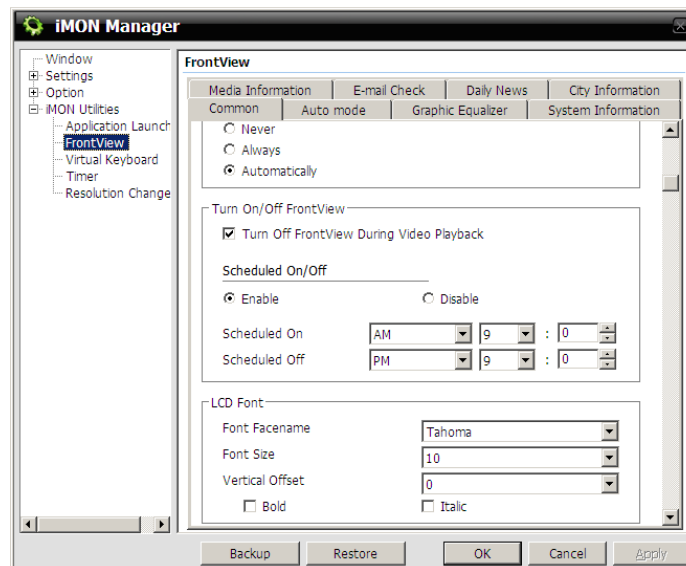 iMON Manager
Window
Settings
Option
iMON Utilities
Application Launch
FrontView
Virtual Keyboard
Timer
Resolution Change
FrontView
Media Information E-mail Check Daily News City Information
Common Auto mode Graphic Equalizer System Information
Never
Always
Automatically
Turn On/Off FrontView
Turn Off FrontView During Video Playback
Scheduled On/Off
Enable Disable
Scheduled On AM 9 : 0
Scheduled Off PM 9 : 0
LCD Font
Font Facename Tahoma
Font Size 10
Vertical Offset 0
Bold Italic
Backup Restore OK Cancel Apply